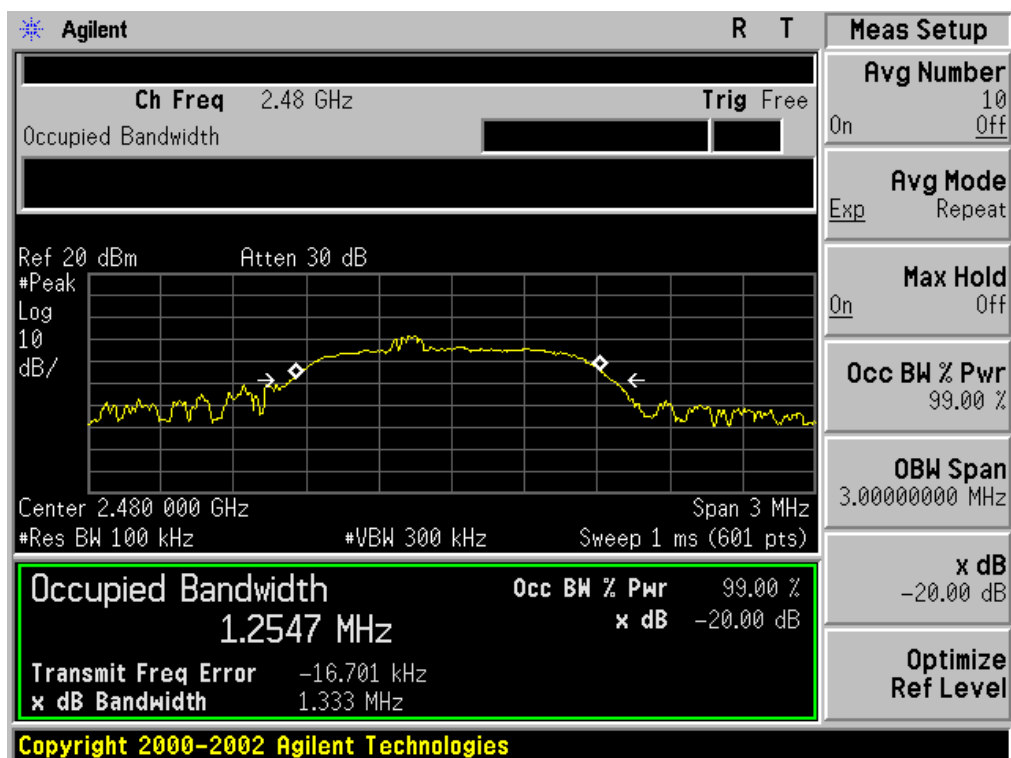 Agilent R T
Meas Setup
Ch Freq 2.48 GHz Trig Free
Occupied Bandwidth
Ref 20 dBm Atten 30 dB
#Peak
Log
10
dB/
Center 2.480 000 GHz Span 3 MHz
#Res BW 100 kHz #VBW 300 kHz Sweep 1 ms (601 pts)
Occupied Bandwidth Occ BW % Pwr 99.00 %
1.2547 MHz x dB -20.00 dB
Transmit Freq Error -16.701 kHz
x dB Bandwidth 1.333 MHz
Avg Number
10
On Off
Avg Mode
Exp Repeat
Max Hold
On Off
Occ BW % Pwr
99.00 %
OBW Span
3.00000000 MHz
x dB
-20.00 dB
Optimize
Ref Level
Copyright 2000-2002 Agilent Technologies